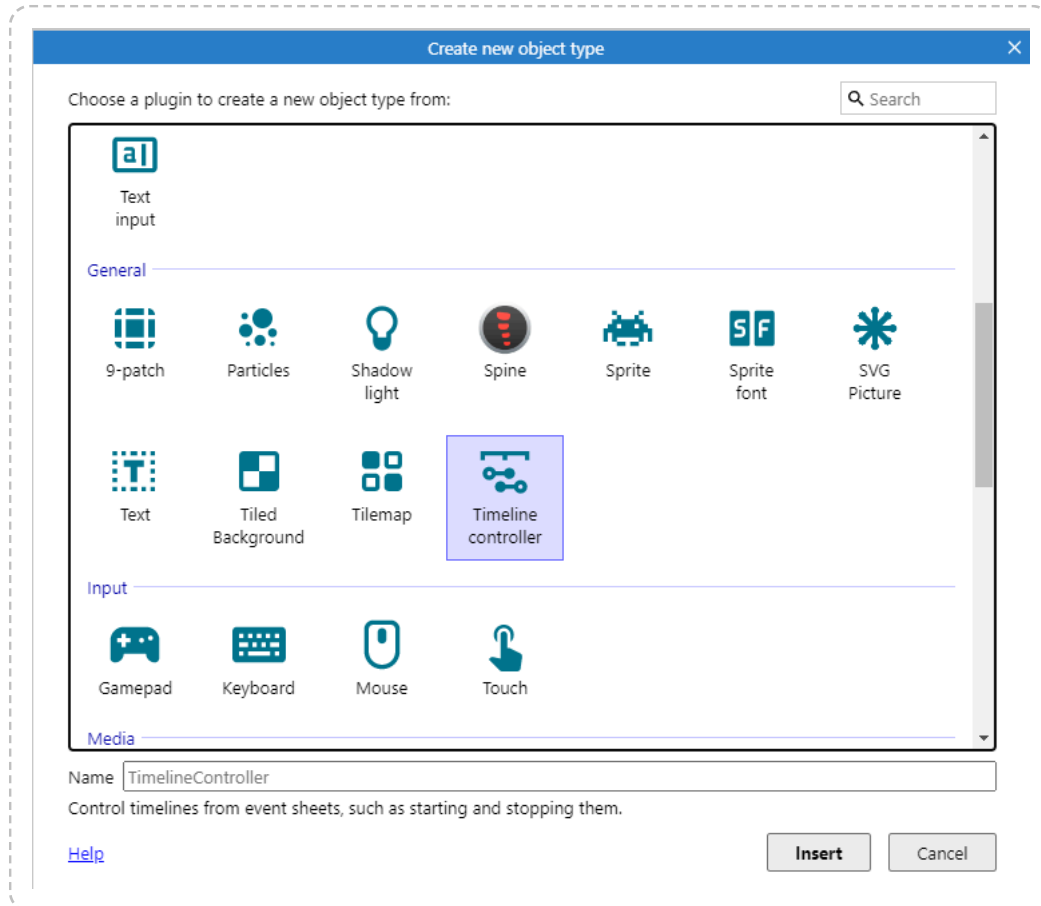 Create new object type
Choose a plugin to create a new object type from:
Search
a
Text
input
General
9-patch
Particles
Shadow
light
Spine
Sprite
S F
Sprite
font
SVG
Picture
T
Text
Tiled
Background
Tilemap
Timeline
controller
Input
Gamepad
Keyboard
Mouse
Touch
Media
Name TimelineController
Control timelines from event sheets, such as starting and stopping them.
Help
Insert
Cancel